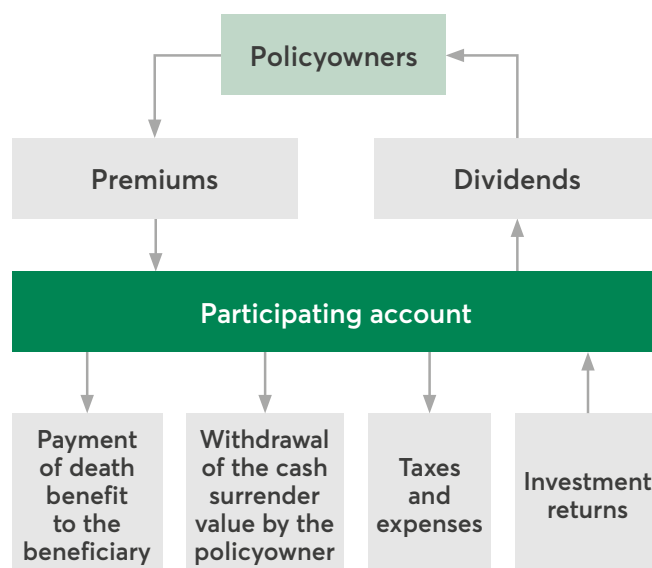 Policyowners
Premiums
Dividends
Participating account
Payment
of death
benefit
to the
beneficiary
Withdrawal
of the cash
surrender
value by the
policyowner
Taxes
and
expenses
Investment
returns